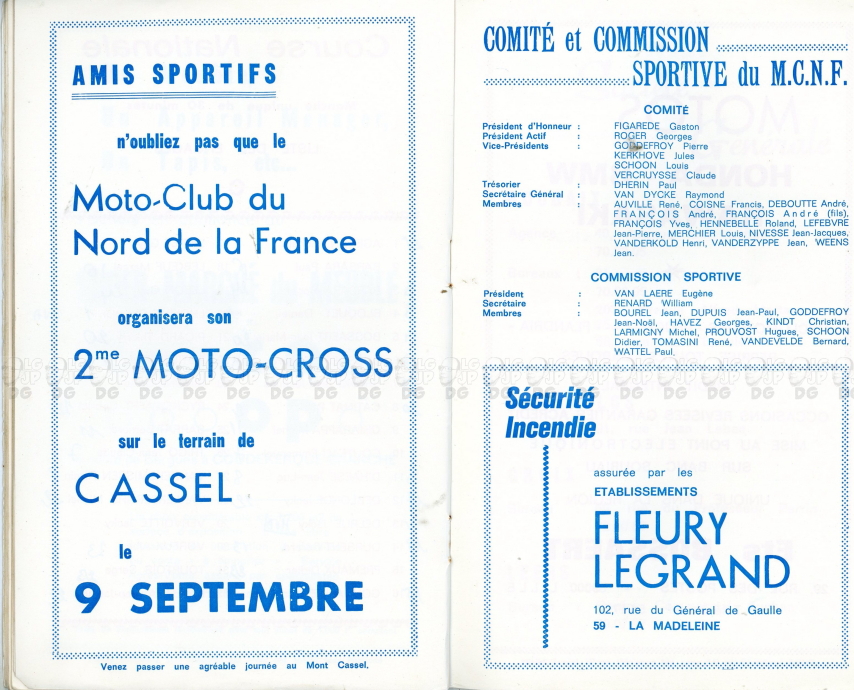 AMIS SPORTIFS
n'oubliez pas que le
Moto-Club du
Nord de la France
organisera son
2me MOTO-CROSS
sur le terrain de
CASSEL
le
9 SEPTEMBRE
Venez passer une agréable journée au Mont Cassel.
COMITÉ et COMMISSION
SPORTIVE du M.C.N.F.
COMITÉ
Président d'Honneur : FIGAREDE Gaston
Président Actif : ROGER Georges
Vice-Présidents : GODDEFROY Pierre
KERKHOVE Jules
SCHOON Louis
VERCRUYSSE Claude
Trésorier : DHERIN Paul
Secrétaire Général : VAN DYCKE Raymond
Membres : AUVILLE René, COISNE Francis, DEBOUTTE André,
FRANÇOIS André, FRANÇOIS André (fils),
FRANÇOIS Yves, HENNEBELLE Roland, LEFEBVRE
Jean-Pierre, MERCHIER Louis, NIVESSE Jean-Jacques,
VANDERKOLD Henri, VANDERZYPPE Jean, WEENS
Jean.
COMMISSION SPORTIVE
Président : VAN LAERE Eugène
Secrétaire : RENARD William
Membres : BOUREL Jean, DUPUIS Jean-Paul, GODDEFROY
Jean-Noël, HAVEZ Georges, KINDT Christian,
LARMIGNY Michel, PROUVOST Hugues, SCHOON
Didier, TOMASINI René, VANDEVELDE Bernard,
WATTEL Paul,
Sécurité
Incendie
assurée par les
ETABLISSEMENTS
FLEURY
LEGRAND
102, rue du Général de Gaulle
59 - LA MADELEINE